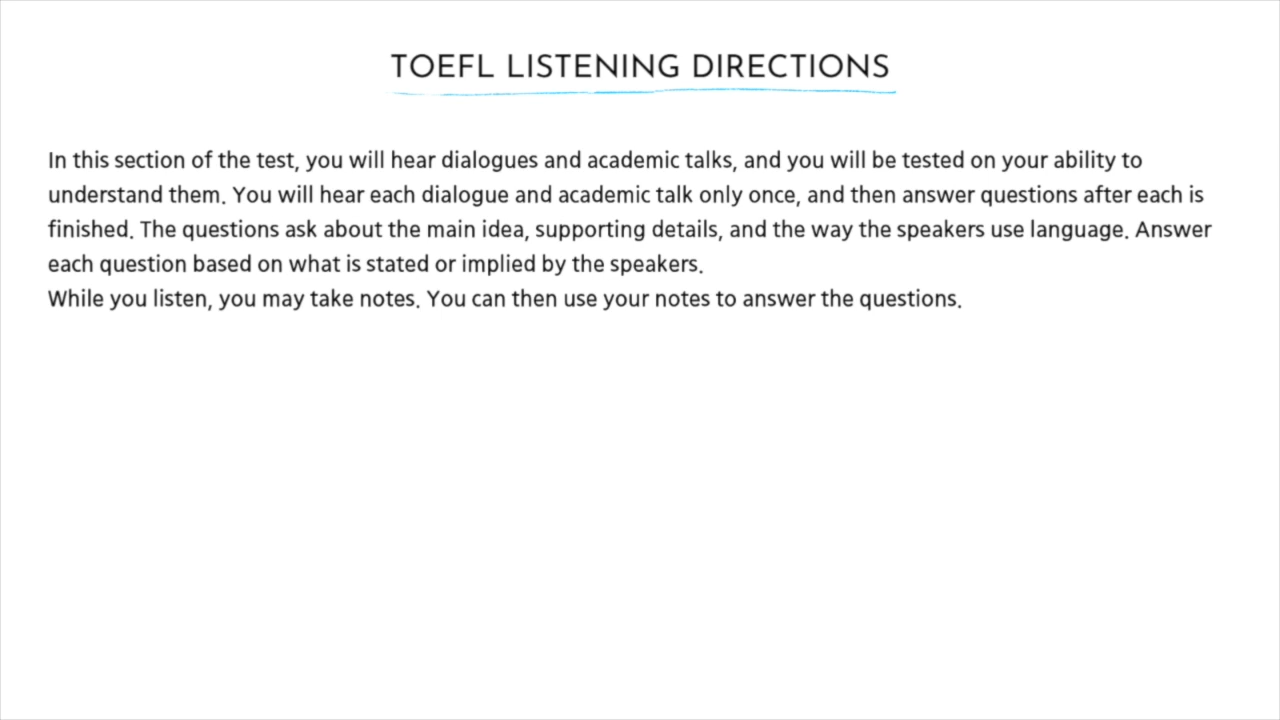 TOEFL LISTENING DIRECTIONS
In this section of the test, you will hear dialogues and academic talks, and you will be tested on your ability to
understand them. You will hear each dialogue and academic talk only once, and then answer questions after each is
finished. The questions ask about the main idea, supporting details, and the way the speakers use language. Answer
each question based on what is stated or implied by the speakers.
While you listen, you may take notes. You can then use your notes to answer the questions.